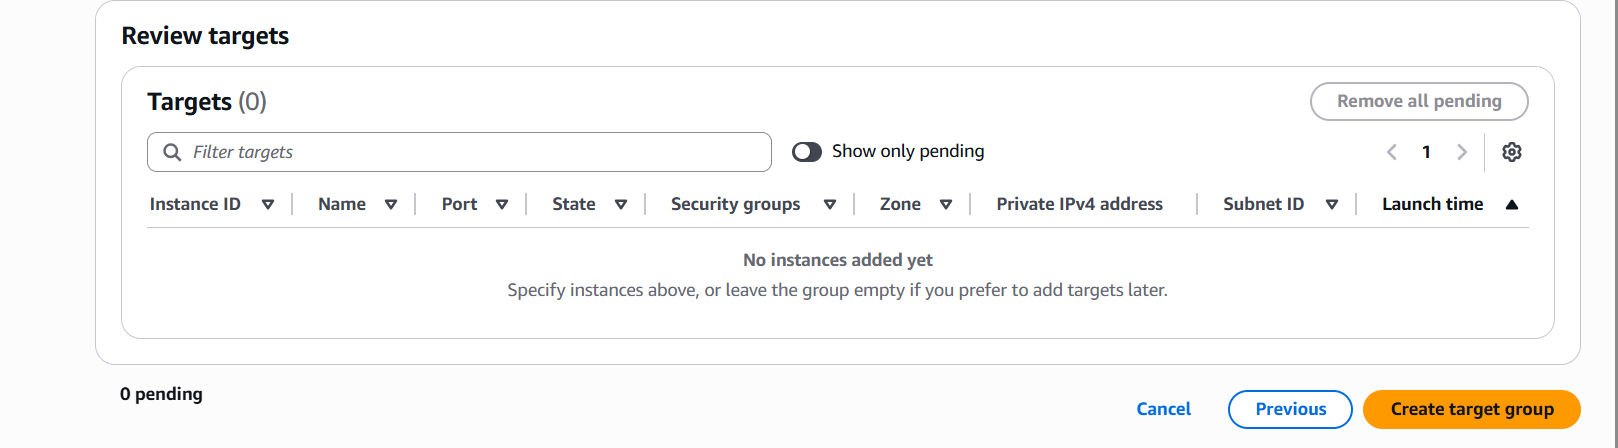 Review targets
Targets (0)
Remove all pending
Filter targets
Show only pending
1
Instance ID
Name
Port
State
Security groups
Zone
Private IPv4 address
Subnet ID
Launch time
No instances added yet
Specify instances above, or leave the group empty if you prefer to add targets later.
0 pending
Cancel
Previous
Create target group